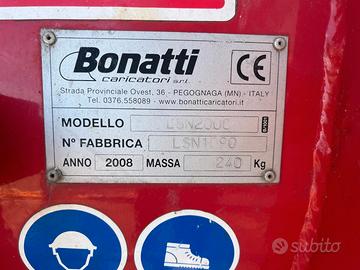 Bonatti
caricatori s.r.l.
CE
Strada Provinciale Ovest, 36 - PEGOGNAGA (MN) - ITALY
Tel. 0376.558089 - www.bonatticaricatori.it
MODELLO
N° FABBRICA
ANNO 2008 MASSA 240 Kg
subito